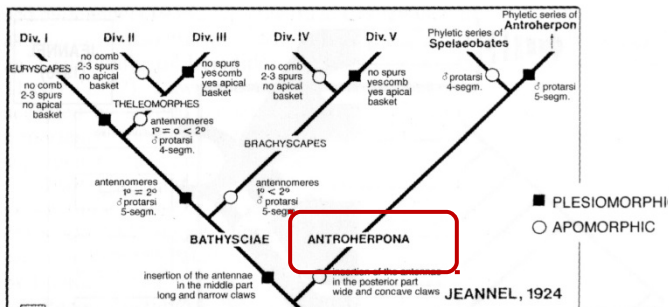 Phyletic series of
Antroherpon
Phyletic series of
Spelaeobates
Div. I
Div. II
Div. III
Div. IV
Div. V
EURYSCAPES
no comb
2-3 spurs
no apical
basket
no spurs
yes comb
yes apical
basket
no comb
2-3 spurs
no apical
basket
no spurs
yes comb
yes apical
basket
♂ protarsi
4-segm.
♂ protarsi
5-segm.
no comb
2-3 spurs
no apical
basket
THELEOMORPHES
antennomeres
1º = o < 2º
♂ protarsi
4-segm.
BRACHYSCAPES
antennomeres
1º = 2º
♂ protarsi
5-segm.
antennomeres
1º < 2º
♂ protarsi
5-segm.
■ PLESIOMORPHI
○ APOMORPHIC
BATHYSCIAE
ANTROHERPONA
insertion of the antennae
in the middle part
long and narrow claws
insertion of the antennae
in the posterior part
wide and concave claws
JEANNEL, 1924